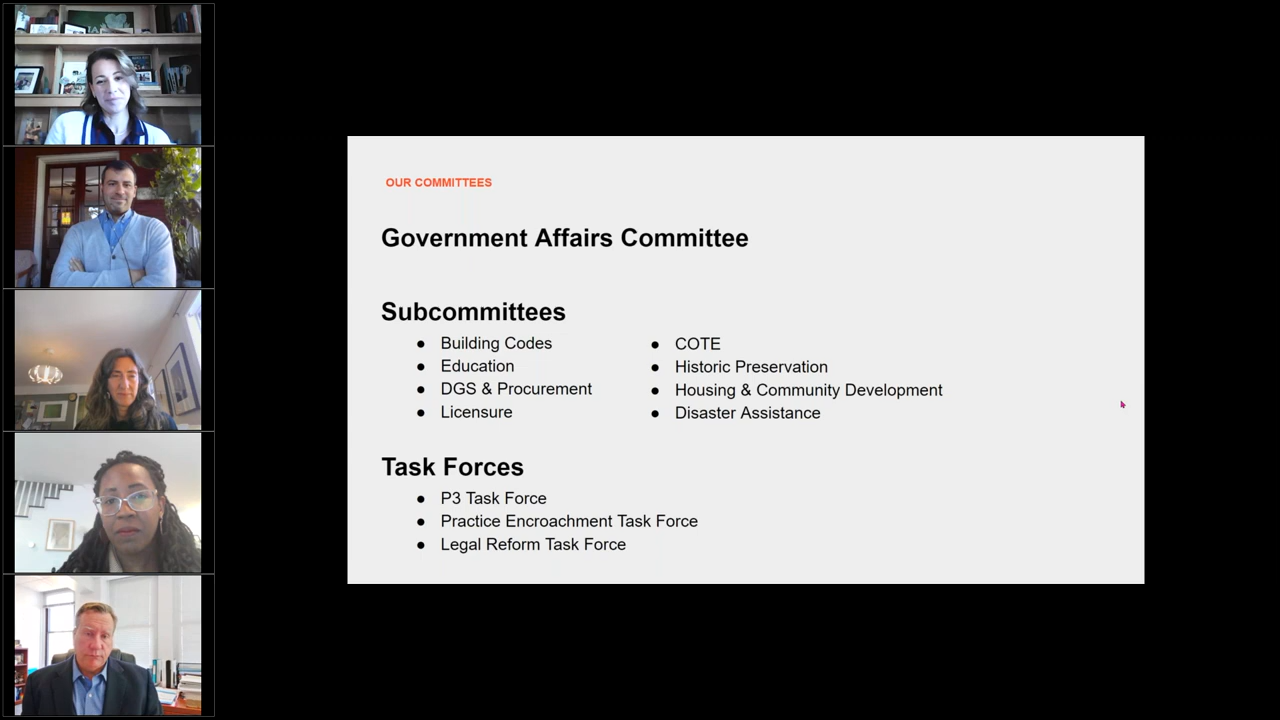 OUR COMMITTEES
Government Affairs Committee
Subcommittees
● Building Codes
● Education
● DGS & Procurement
● Licensure
● COTE
● Historic Preservation
● Housing & Community Development
● Disaster Assistance
Task Forces
● P3 Task Force
● Practice Encroachment Task Force
● Legal Reform Task Force